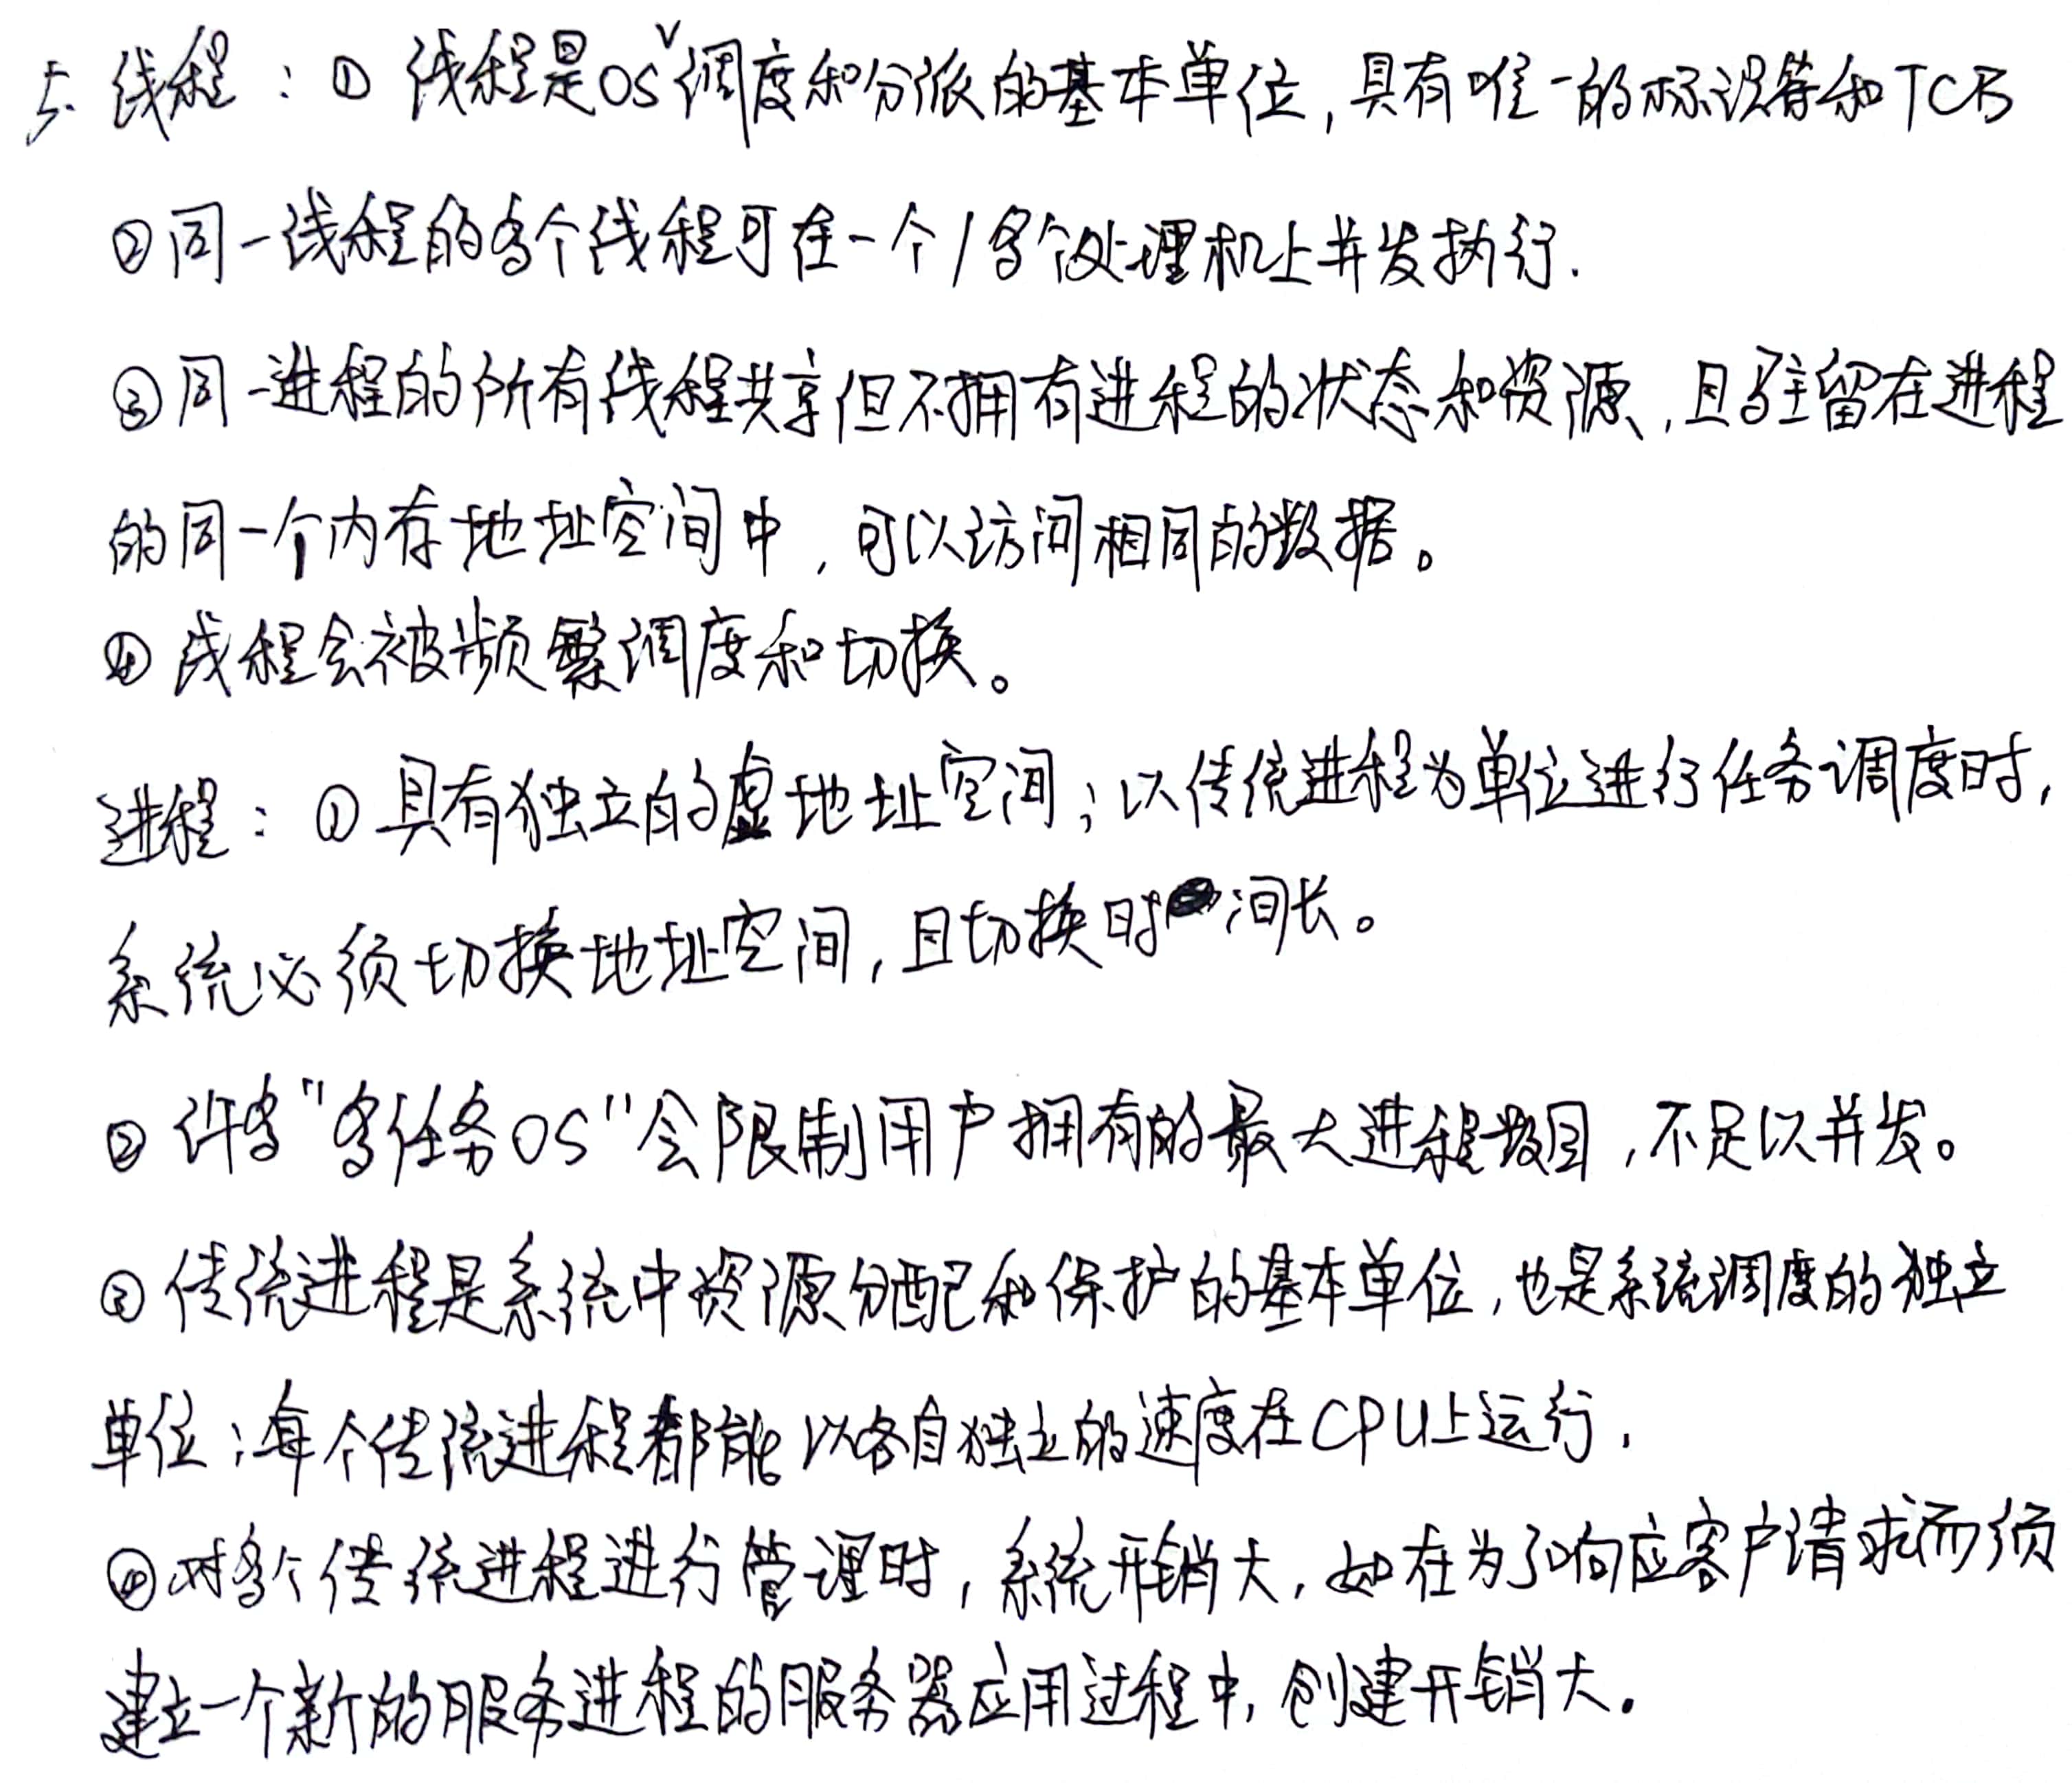 5. 线程：① 线程是OS调度和分派的基本单位，具有唯一的标识符和TCB
②同一线程的多个线程可在一个/多个处理机上并发执行.
③同一进程的所有线程共享但不拥有进程的状态和资源，且驻留在进程
的同一个内存地址空间中，可以访问相同的数据。
④线程会被频繁调度和切换。
进程：①具有独立的虚地址空间；以传统进程为单位进行任务调度时，
系统必须切换地址空间，且切换时间长。
② 许多"多任务OS"会限制用户拥有的最大进程数目，不足以并发。
③ 传统进程是系统中资源分配和保护的基本单位，也是系统调度的独立
单位；每个传统进程都能以各自独立的速度在CPU上运行.
④对多个传统进程进行管理时，系统开销大，如在为了响应客户请求而须
建立一个新的服务进程的服务器应用过程中，创建开销大.